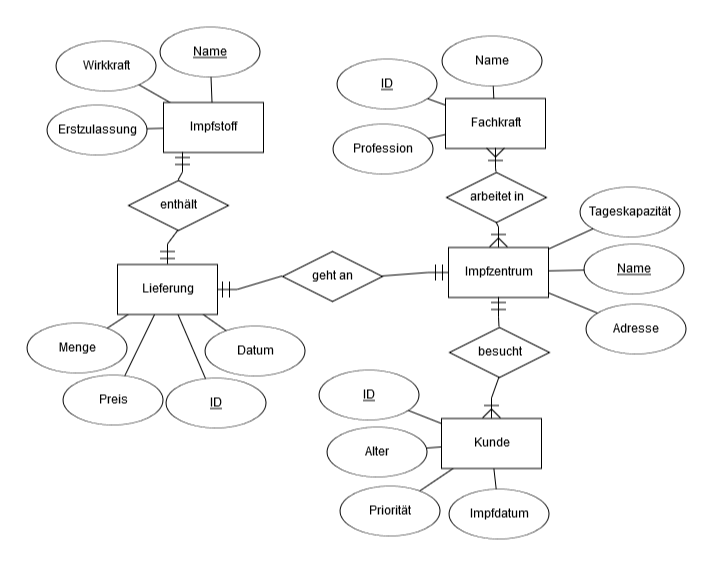 Name
Wirkkraft
Erstzulassung
Impfstoff
enthält
Lieferung
Menge
Preis
ID
Datum
geht an
Name
ID
Profession
Fachkraft
arbeitet in
Tageskapazität
Name
Adresse
Impfzentrum
besucht
ID
Alter
Priorität
Impfdatum
Kunde